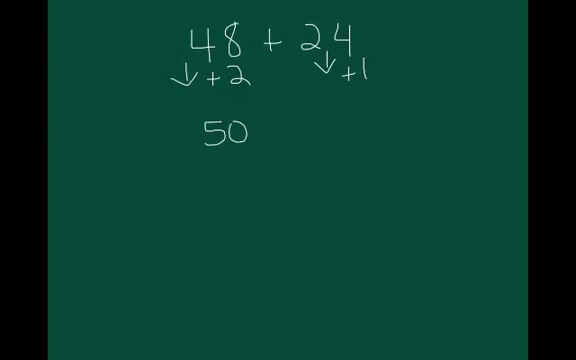 48 + 24
↓ +2 ↓ +1
50